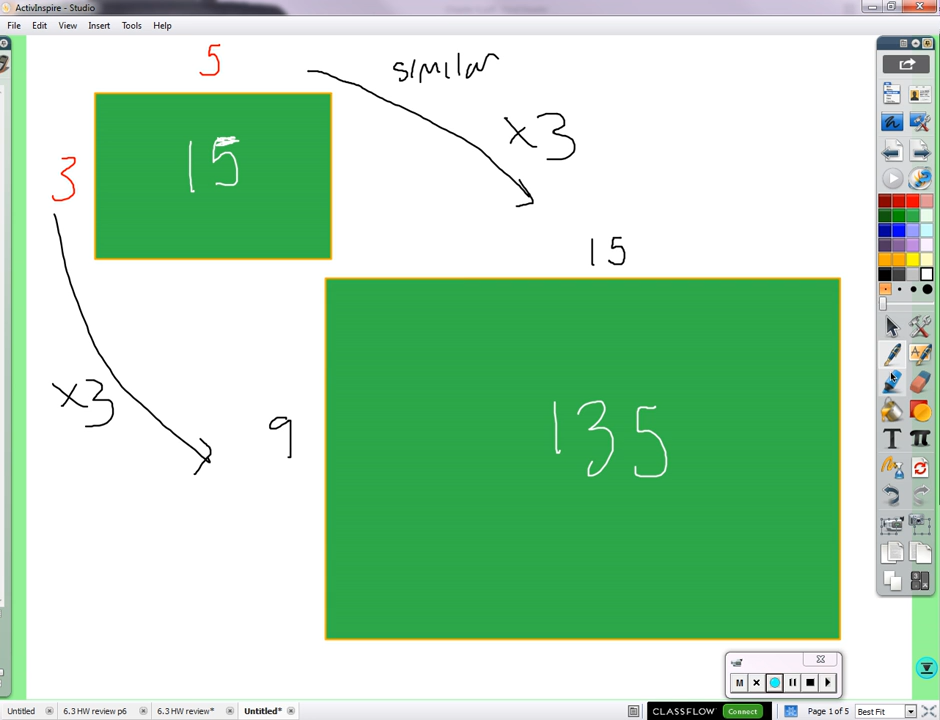 ActivInspire - Studio
File Edit View Insert Tools Help
5
similar
x3
15
3
15
x3
9
135
M
Untitled
6.3 HW review p6
6.3 HW review*
Untitled*
CLASSFLOW Connect
Page 1 of 5
Best Fit